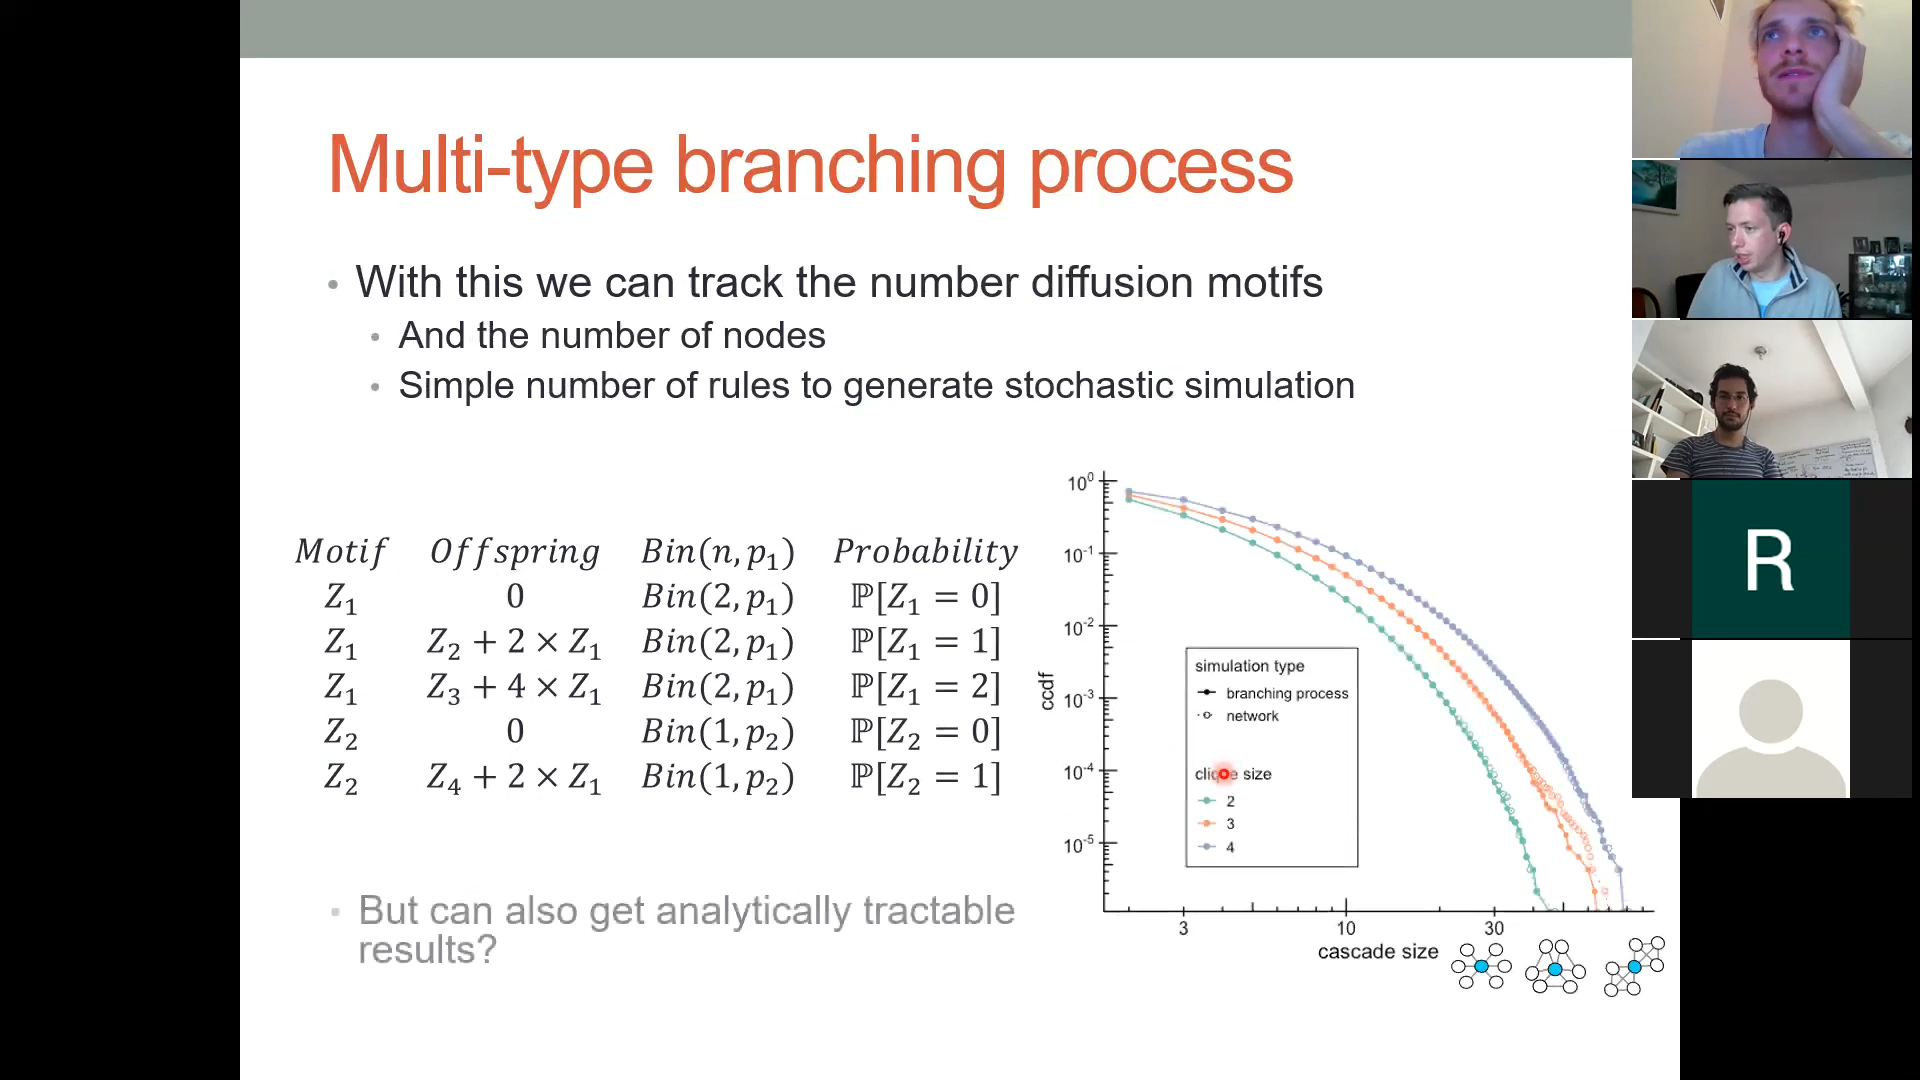 Multi-type branching process
• With this we can track the number diffusion motifs
• And the number of nodes
• Simple number of rules to generate stochastic simulation
Motif Offspring Bin(n, p₁) Probability
Z₁ 0 Bin(2, p₁) ℙ[Z₁ = 0]
Z₁ Z₂ + 2 × Z₁ Bin(2, p₁) ℙ[Z₁ = 1]
Z₁ Z₃ + 4 × Z₁ Bin(2, p₁) ℙ[Z₁ = 2]
Z₂ 0 Bin(1, p₂) ℙ[Z₂ = 0]
Z₂ Z₄ + 2 × Z₁ Bin(1, p₂) ℙ[Z₂ = 1]
• But can also get analytically tractable
results?
10⁰
10⁻¹
10⁻²
10⁻³
10⁻⁴
10⁻⁵
ccdf
simulation type
branching process
network
clique size
2
3
4
3 10 30
cascade size
R